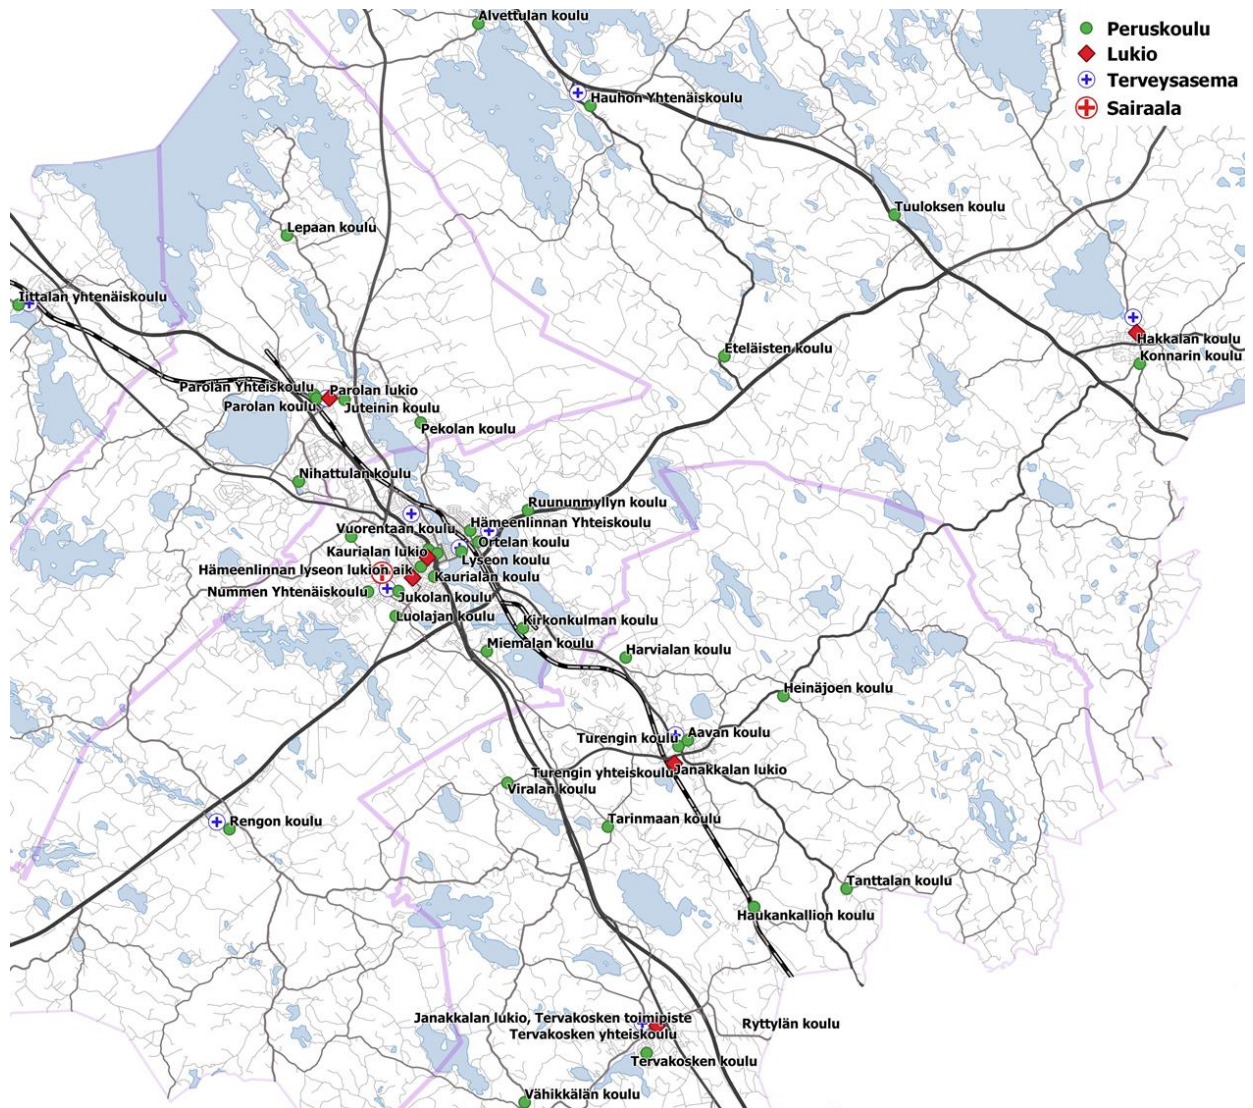 Alvettulan koulu
Peruskoulu
Lukio
Terveysasema
Sairaala
Hauhon Yhtenäiskoulu
Tuuloksen koulu
Lepaan koulu
Iittalan yhtenäiskoulu
Hakkalan koulu
Eteläisten koulu
Konnarin koulu
Parolan Yhteiskoulu
Parolan lukio
Parolan koulu
Juteinin koulu
Pekolan koulu
Nihattulan koulu
Ruununmyllyn koulu
Vuorentaan koulu
Hämeenlinnan Yhteiskoulu
Ortelan koulu
Kaurialan lukio
Lyseon koulu
Hämeenlinnan lyseon lukion aik
Kaurialan koulu
Nummen Yhtenäiskoulu
Jukolan koulu
Luolajan koulu
Kirkonkulman koulu
Miemalan koulu
Harvialan koulu
Heinäjoen koulu
Turengin koulu
Aavan koulu
Turengin yhteiskoulu
Janakkalan lukio
Viralan koulu
Rengon koulu
Tarinmaan koulu
Tanttalan koulu
Haukankallion koulu
Janakkalan lukio, Tervakosken toimipiste
Ryttylän koulu
Tervakosken yhteiskoulu
Tervakosken koulu
Vähikkälän koulu